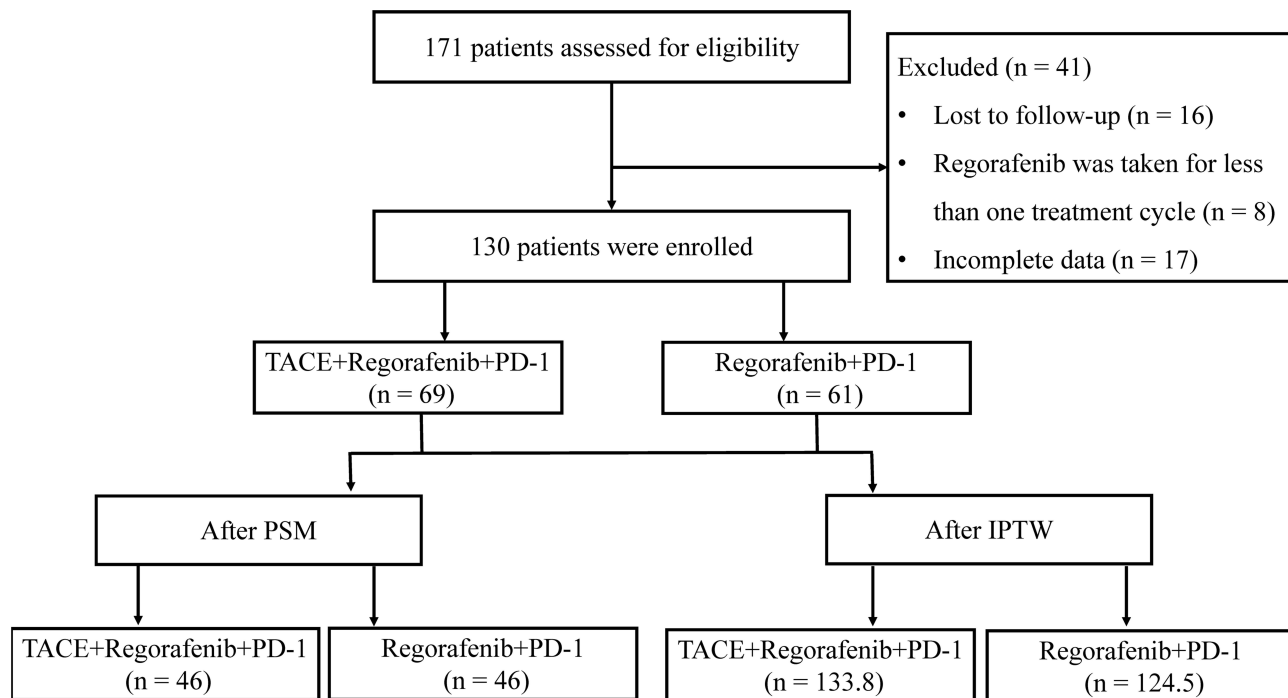 171 patients assessed for eligibility
Excluded (n = 41)
• Lost to follow-up (n = 16)
• Regorafenib was taken for less
than one treatment cycle (n = 8)
• Incomplete data (n = 17)
130 patients were enrolled
TACE+Regorafenib+PD-1
(n = 69)
Regorafenib+PD-1
(n = 61)
After PSM
After IPTW
TACE+Regorafenib+PD-1
(n = 46)
Regorafenib+PD-1
(n = 46)
TACE+Regorafenib+PD-1
(n = 133.8)
Regorafenib+PD-1
(n = 124.5)